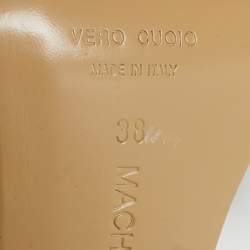 VERO CUOIO
MADE IN ITALY
38
MACH